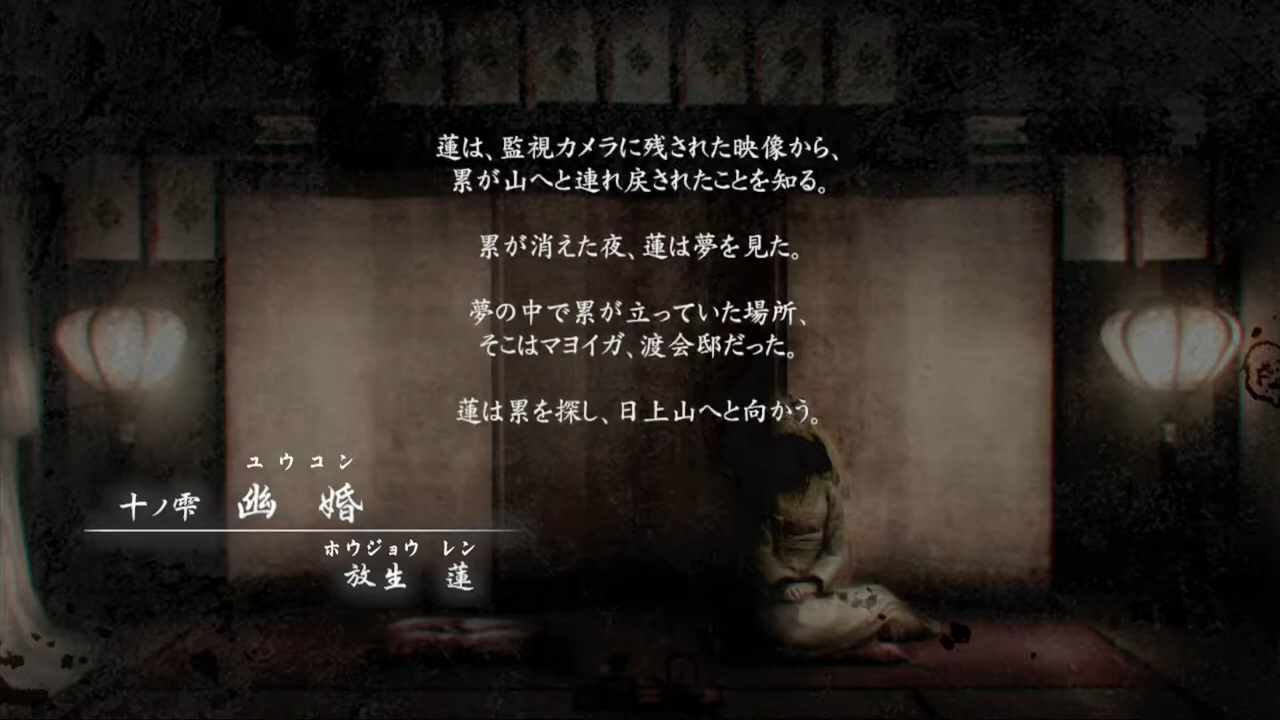 蓮は、監視カメラに残された映像から、
累が山へと連れ戻されたことを知る。
累が消えた夜、蓮は夢を見た。
夢の中で累が立っていた場所、
そこはマヨイガ、渡会邸だった。
蓮は累を探し、日上山へと向かう。
ユウコン
十ノ雫 幽婚
ホウジョウ レン
放生 蓮